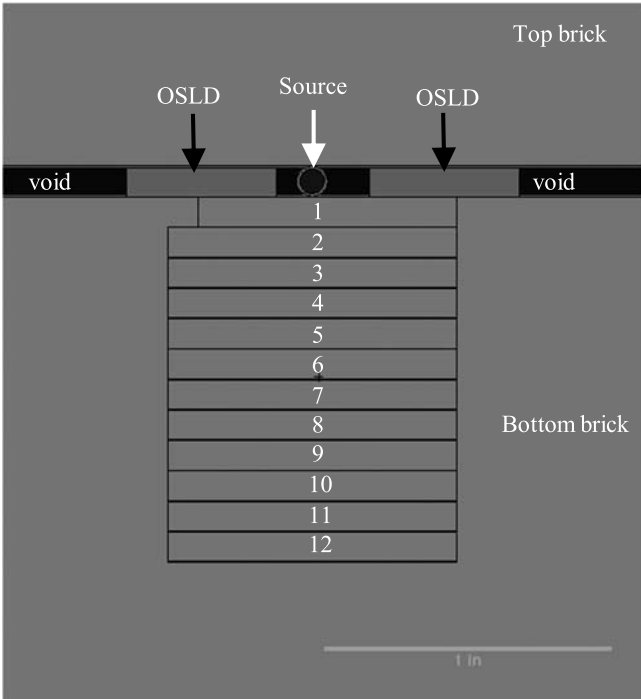 Top brick
OSLD
Source
OSLD
void
void
1
2
3
4
5
6
7
8
Bottom brick
9
10
11
12
1 in